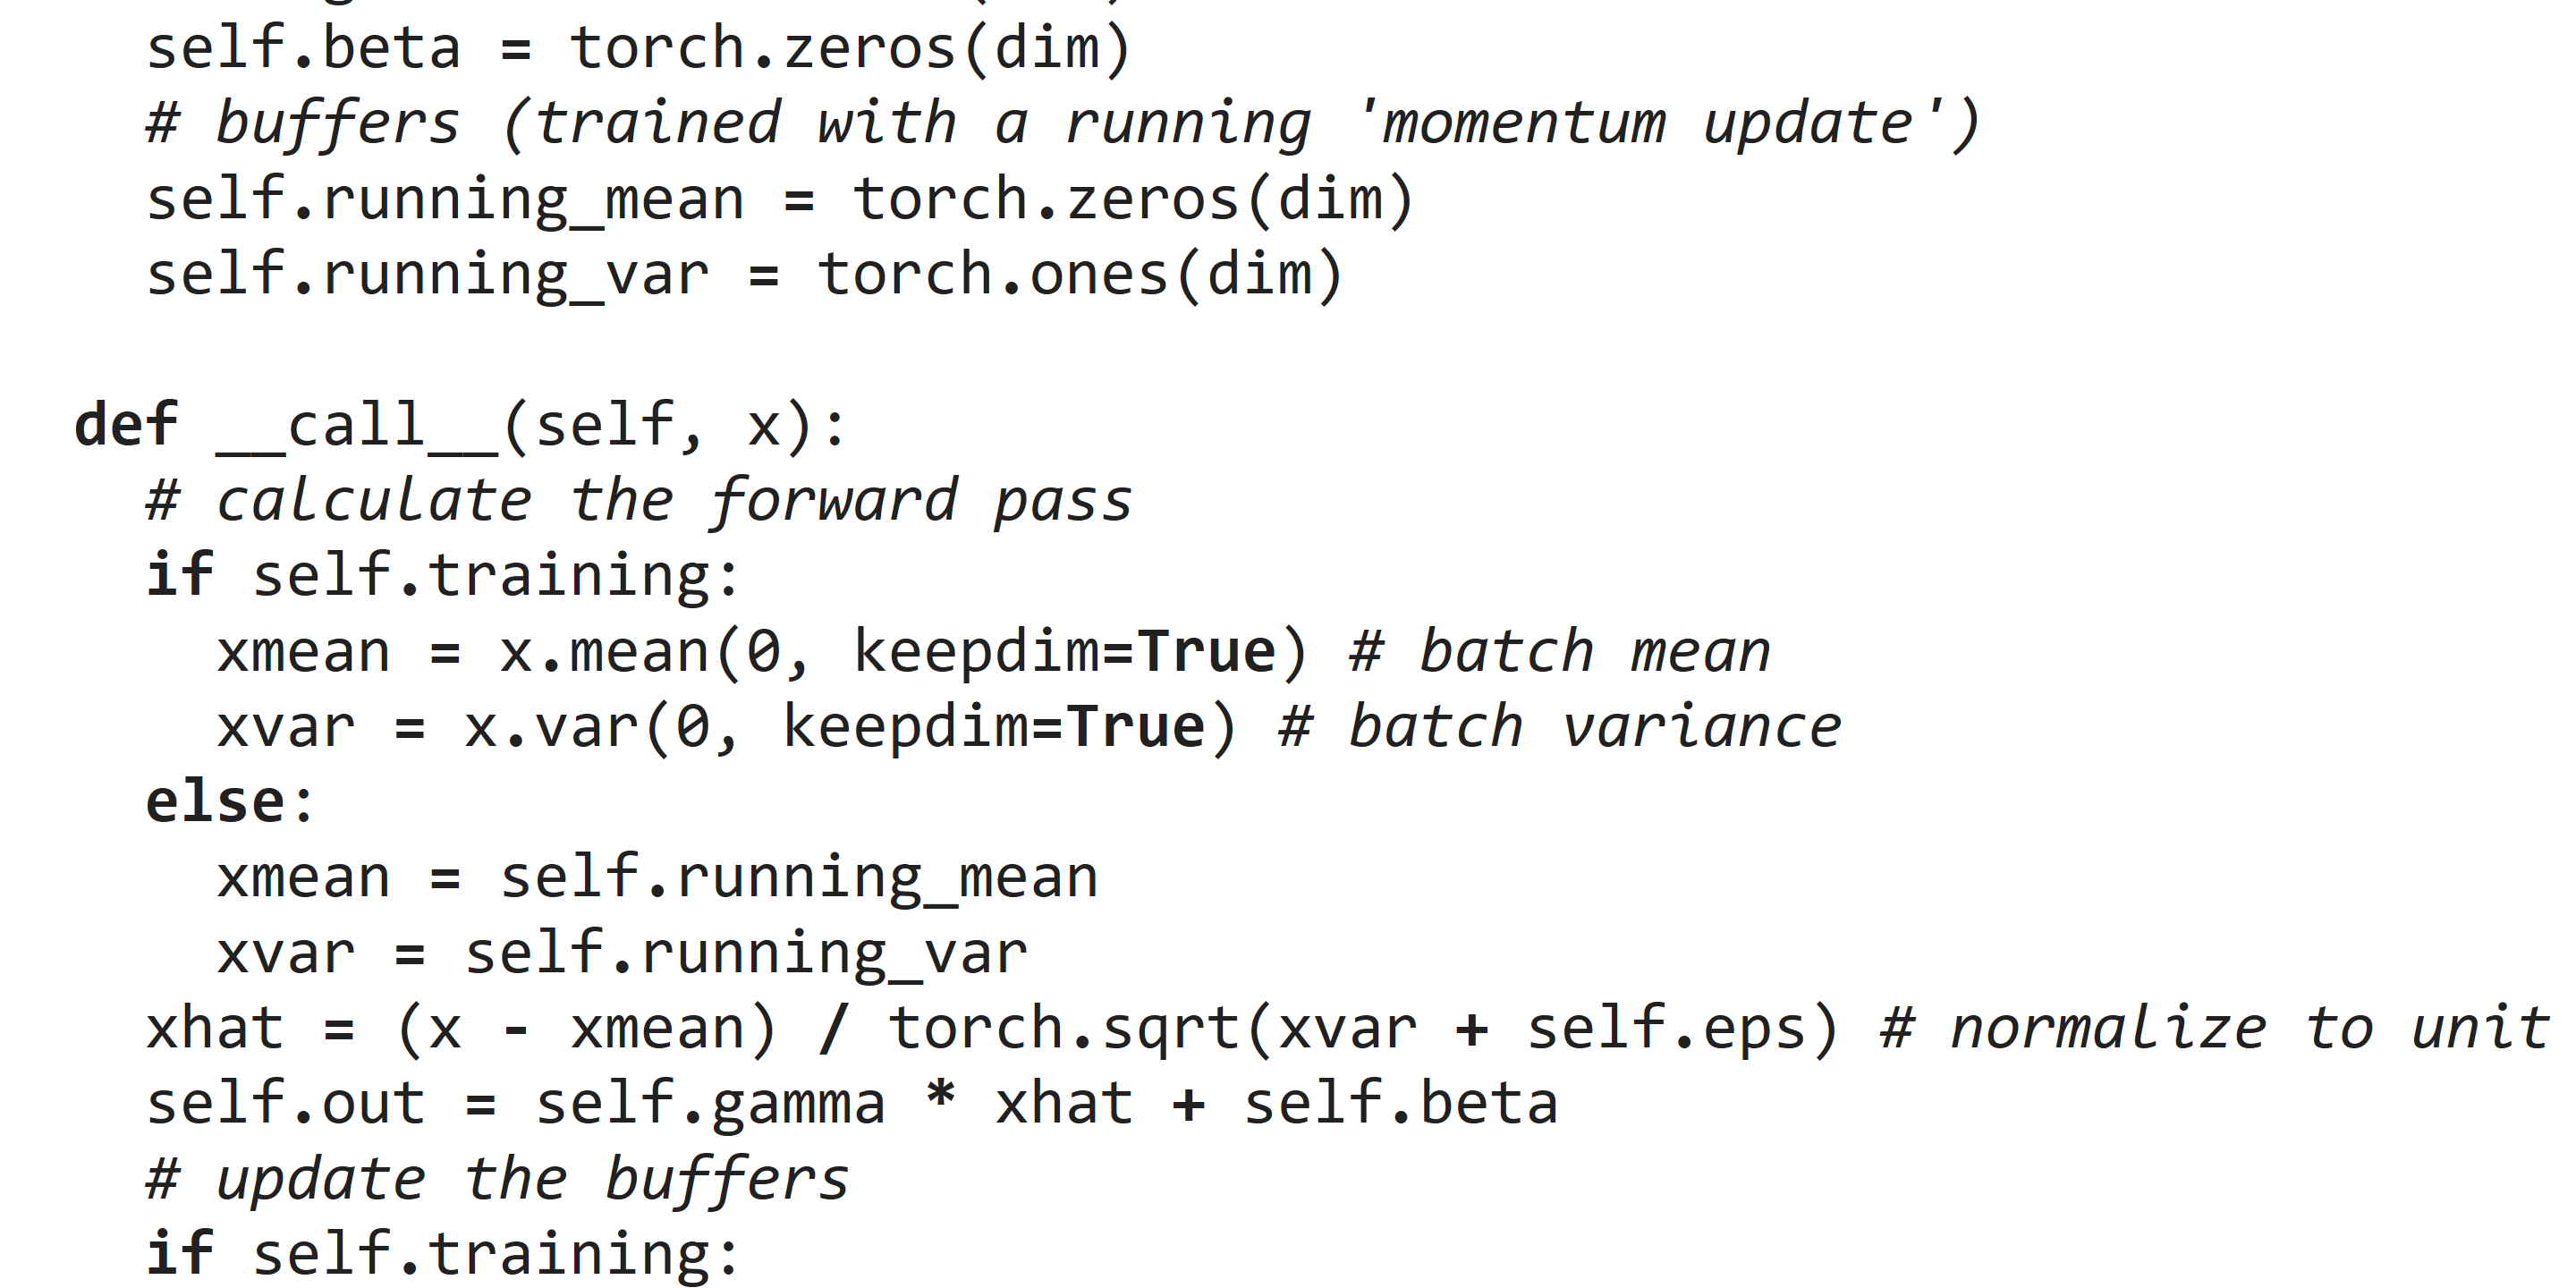 self.beta = torch.zeros(dim)
# buffers (trained with a running 'momentum update')
self.running_mean = torch.zeros(dim)
self.running_var = torch.ones(dim)
def __call__(self, x):
# calculate the forward pass
if self.training:
xmean = x.mean(0, keepdim=True) # batch mean
xvar = x.var(0, keepdim=True) # batch variance
else:
xmean = self.running_mean
xvar = self.running_var
xhat = (x - xmean) / torch.sqrt(xvar + self.eps) # normalize to unit
self.out = self.gamma * xhat + self.beta
# update the buffers
if self.training: